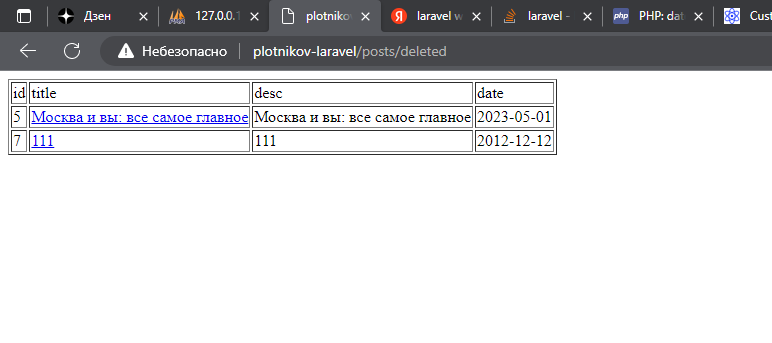 Дзен 127.0.0.1 plotnikov laravel w laravel - PHP: dat Cust
Небезопасно plotnikov-laravel/posts/deleted
id title desc date
5 Москва и вы: все самое главное Москва и вы: все самое главное 2023-05-01
7 111 111 2012-12-12